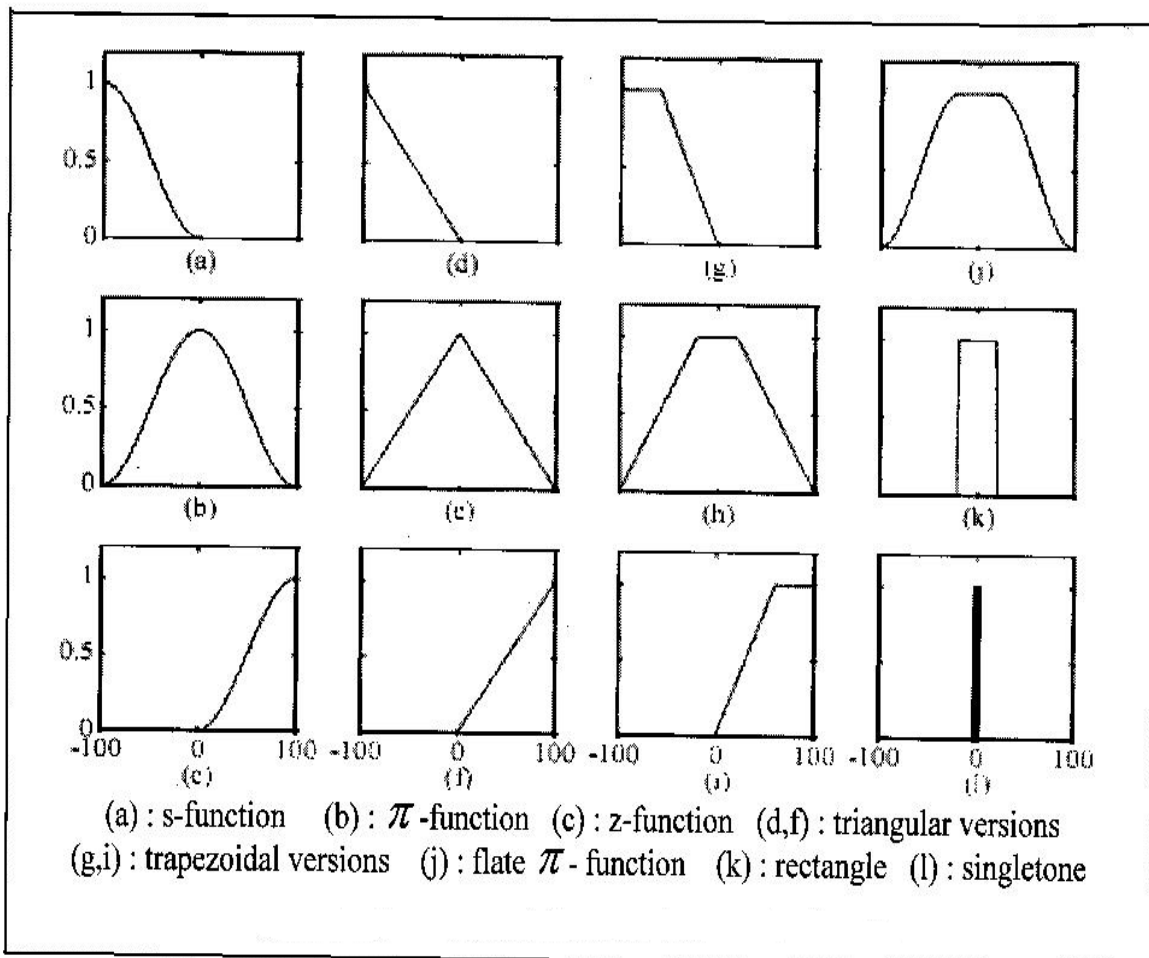 1
0.5
0
(a) (d) (g) (j)
1
0.5
0
(b) (e) (h) (k)
1
0.5
0
-100 0 100 -100 0 100 -100 0 100 -100 0 100
(c) (f) (i) (l)
(a) : s-function (b) : π -function (c) : z-function (d,f) : triangular versions
(g,i) : trapezoidal versions (j) : flate π - function (k) : rectangle (l) : singletone